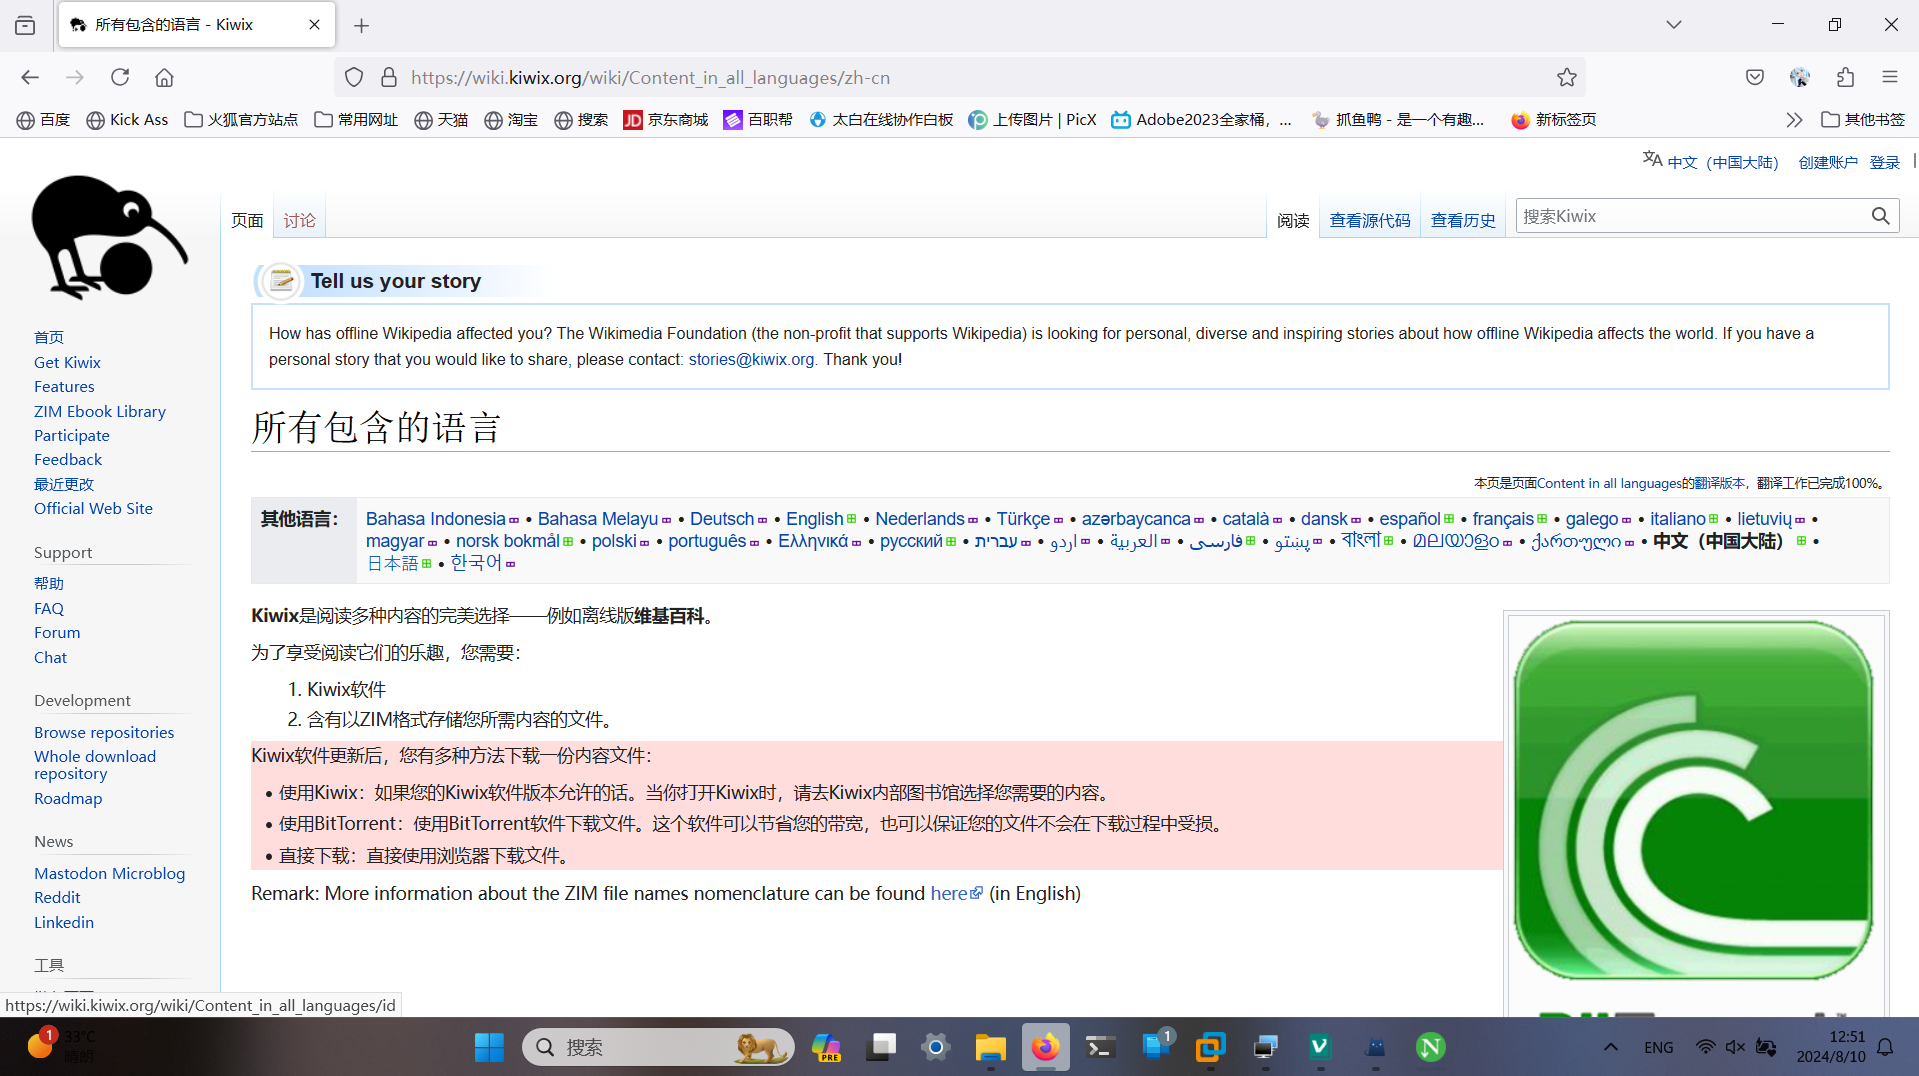 所有包含的语言 - Kiwix
https://wiki.kiwix.org/wiki/Content_in_all_languages/zh-cn
百度 Kick Ass 火狐官方站点 常用网址 天猫 淘宝 搜索 京东商城 百职帮 太白在线协作白板 上传图片 | PicX Adobe2023全家桶，... 抓鱼鸭 - 是一个有趣... 新标签页 其他书签
中文（中国大陆） 创建账户 登录
页面 讨论 阅读 查看源代码 查看历史 搜索Kiwix
Tell us your story
How has offline Wikipedia affected you? The Wikimedia Foundation (the non-profit that supports Wikipedia) is looking for personal, diverse and inspiring stories about how offline Wikipedia affects the world. If you have a
personal story that you would like to share, please contact: stories@kiwix.org. Thank you!
所有包含的语言
本页是页面Content in all languages的翻译版本，翻译工作已完成100%。
其他语言： Bahasa Indonesia • Bahasa Melayu • Deutsch • English • Nederlands • Türkçe • azərbaycanca • català • dansk • español • français • galego • italiano • lietuvių •
magyar • norsk bokmål • polski • português • Ελληνικά • русский • עברית • اردو • العربية • فارسی • پښتو • বাংলা • മലയാളം • ქართული • 中文（中国大陆） •
日本語 • 한국어
Kiwix是阅读多种内容的完美选择——例如离线版维基百科。
为了享受阅读它们的乐趣，您需要：
1. Kiwix软件
2. 含有以ZIM格式存储您所需内容的文件。
Kiwix软件更新后，您有多种方法下载一份内容文件：
• 使用Kiwix：如果您的Kiwix软件版本允许的话。当你打开Kiwix时，请去Kiwix内部图书馆选择您需要的内容。
• 使用BitTorrent：使用BitTorrent软件下载文件。这个软件可以节省您的带宽，也可以保证您的文件不会在下载过程中受损。
• 直接下载：直接使用浏览器下载文件。
Remark: More information about the ZIM file names nomenclature can be found here (in English)
首页
Get Kiwix
Features
ZIM Ebook Library
Participate
Feedback
最近更改
Official Web Site
Support
帮助
FAQ
Forum
Chat
Development
Browse repositories
Whole download
repository
Roadmap
News
Mastodon Microblog
Reddit
Linkedin
工具
https://wiki.kiwix.org/wiki/Content_in_all_languages/id
1
33°C
晴朗
搜索
PRE
1
ENG
12:51
2024/8/10